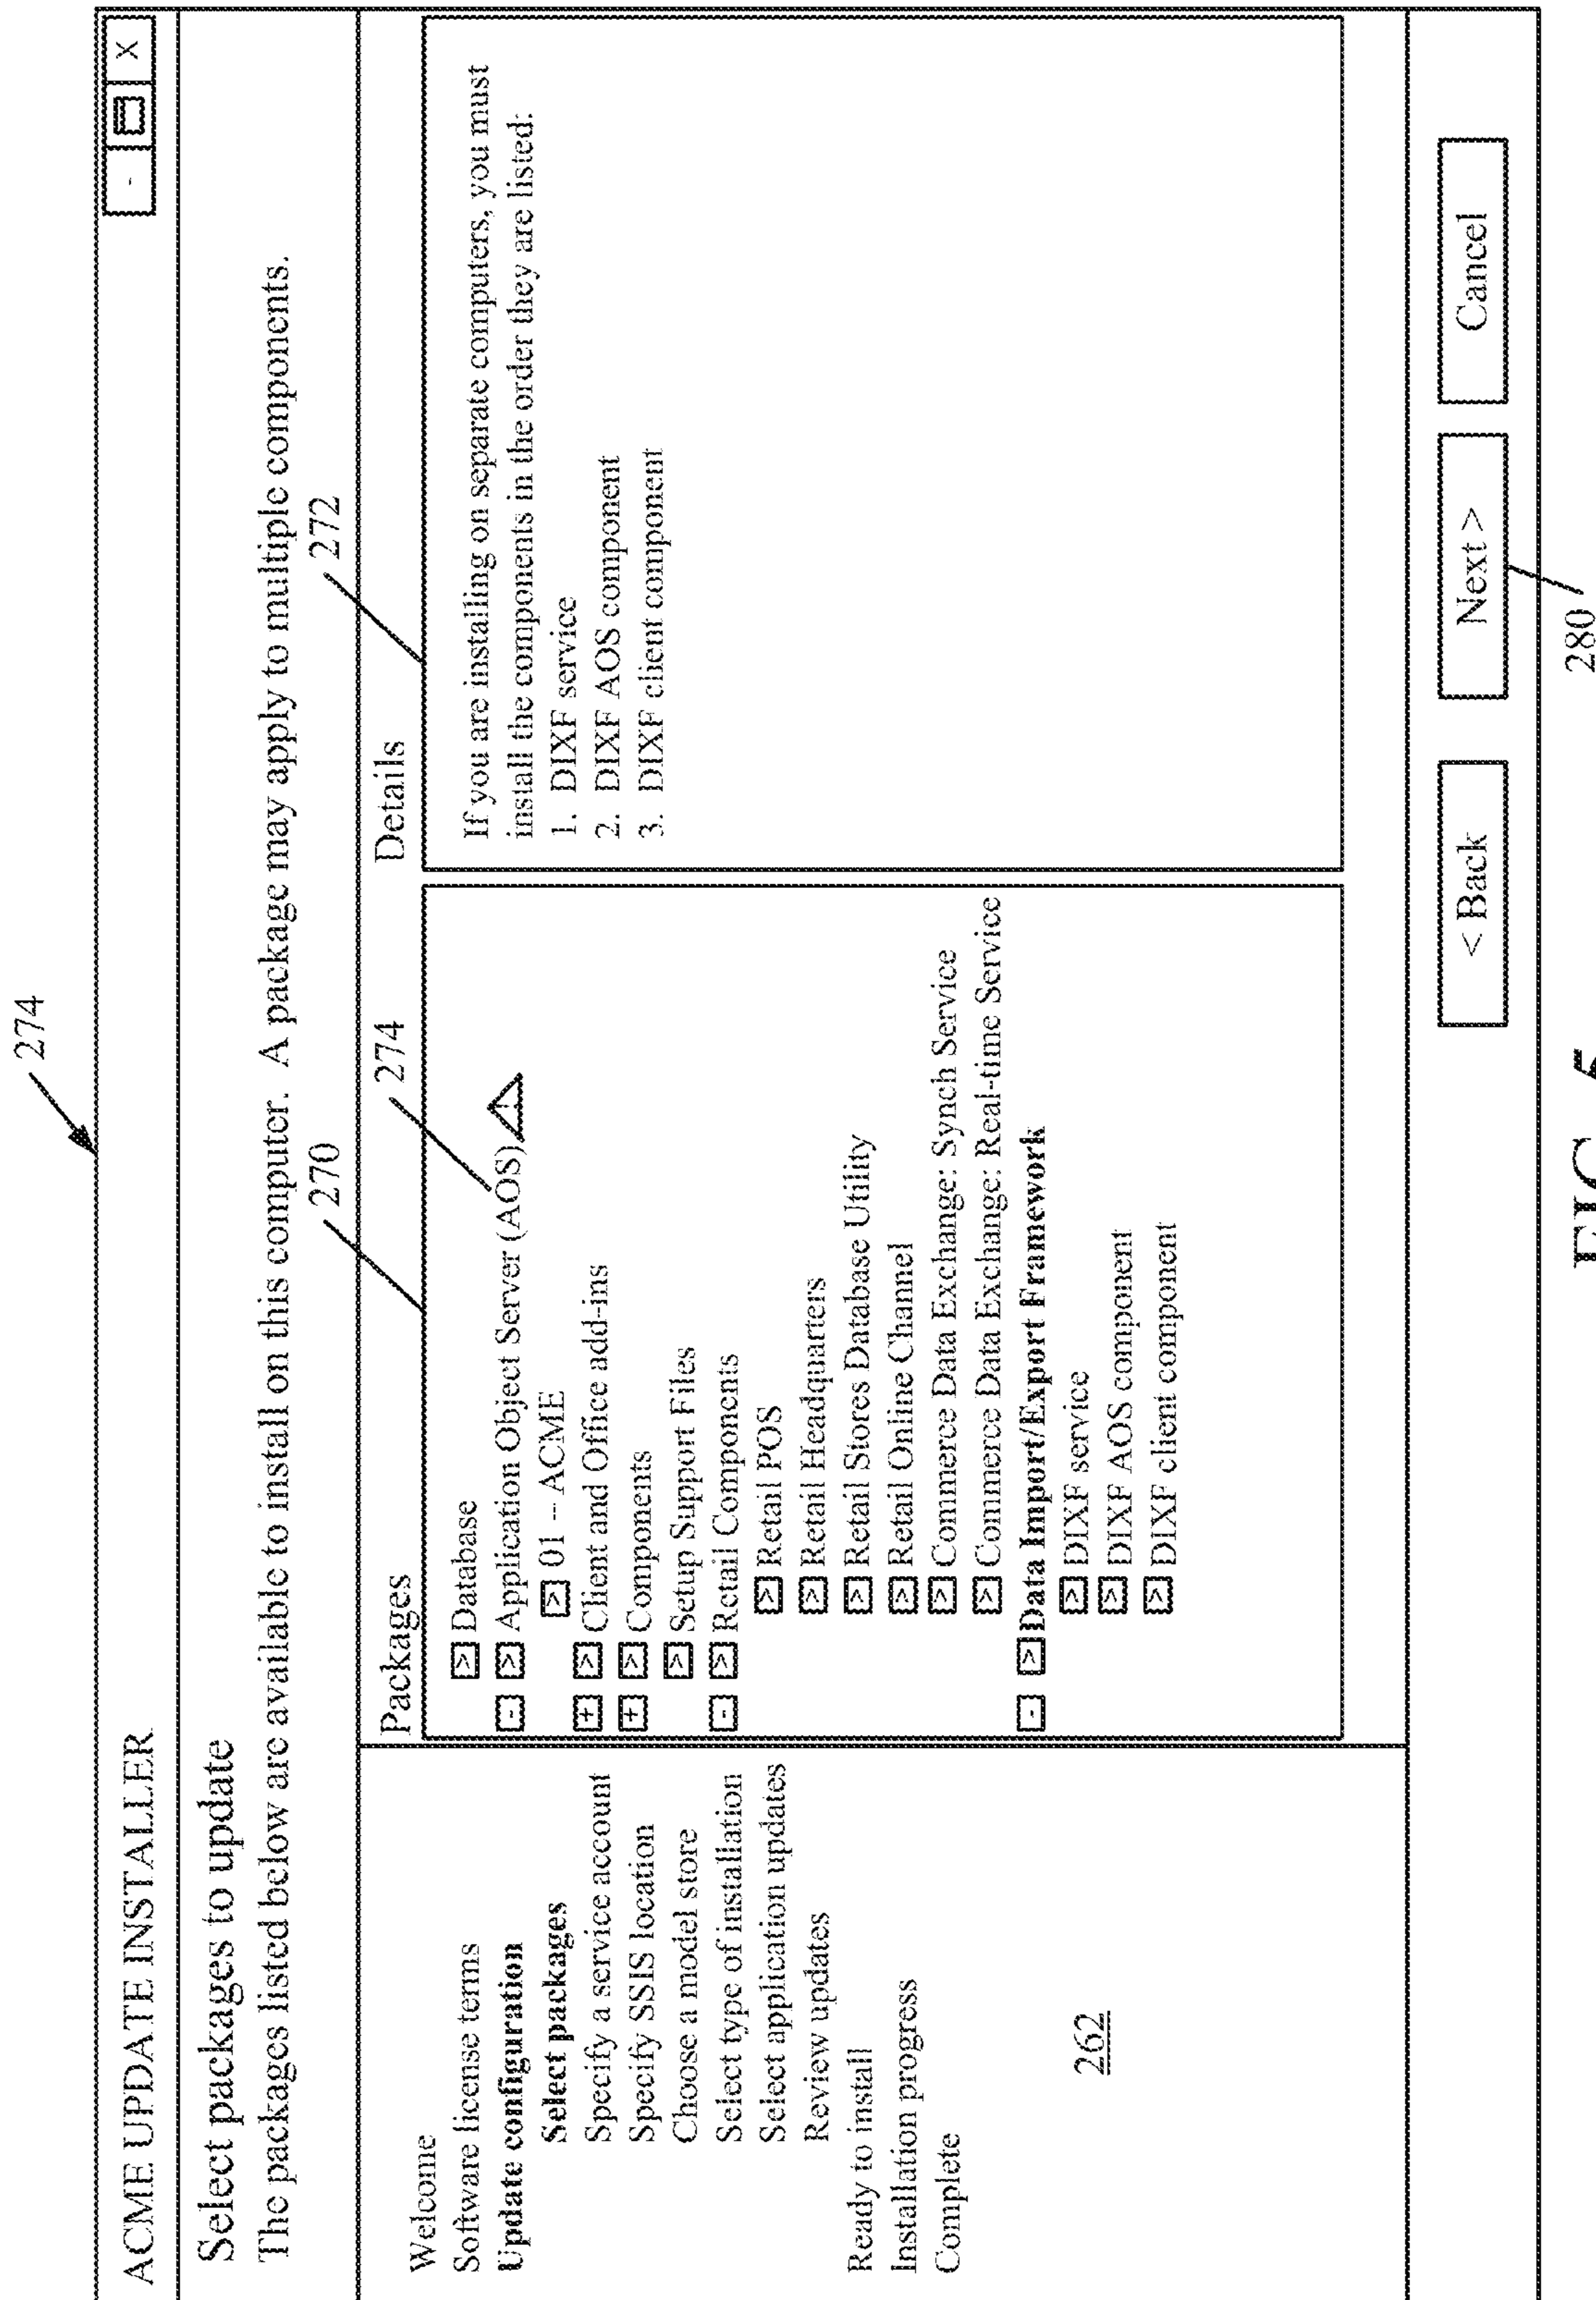 274
ACME UPDATE INSTALLER
- X
Select packages to update
The packages listed below are available to install on this computer. A package may apply to multiple components.
270
272
Welcome
Software license terms
Update configuration
Select packages
Specify a service account
Specify SSIS location
Choose a model store
Select type of installation
Select application updates
Review updates
Ready to install
Installation progress
Complete
262
Packages
274
> Database
- > Application Object Server (AOS) !
> 01 – ACME
+ > Client and Office add-ins
+ > Components
> Setup Support Files
- > Retail Components
> Retail POS
> Retail Headquarters
> Retail Stores Database Utility
> Retail Online Channel
> Commerce Data Exchange: Synch Service
> Commerce Data Exchange: Real-time Service
- > Data Import/Export Framework
> DIXF service
> DIXF AOS component
> DIXF client component
Details
If you are installing on separate computers, you must
install the components in the order they are listed:
1. DIXF service
2. DIXF AOS component
3. DIXF client component
< Back
Next >
Cancel
280
FIG. 5